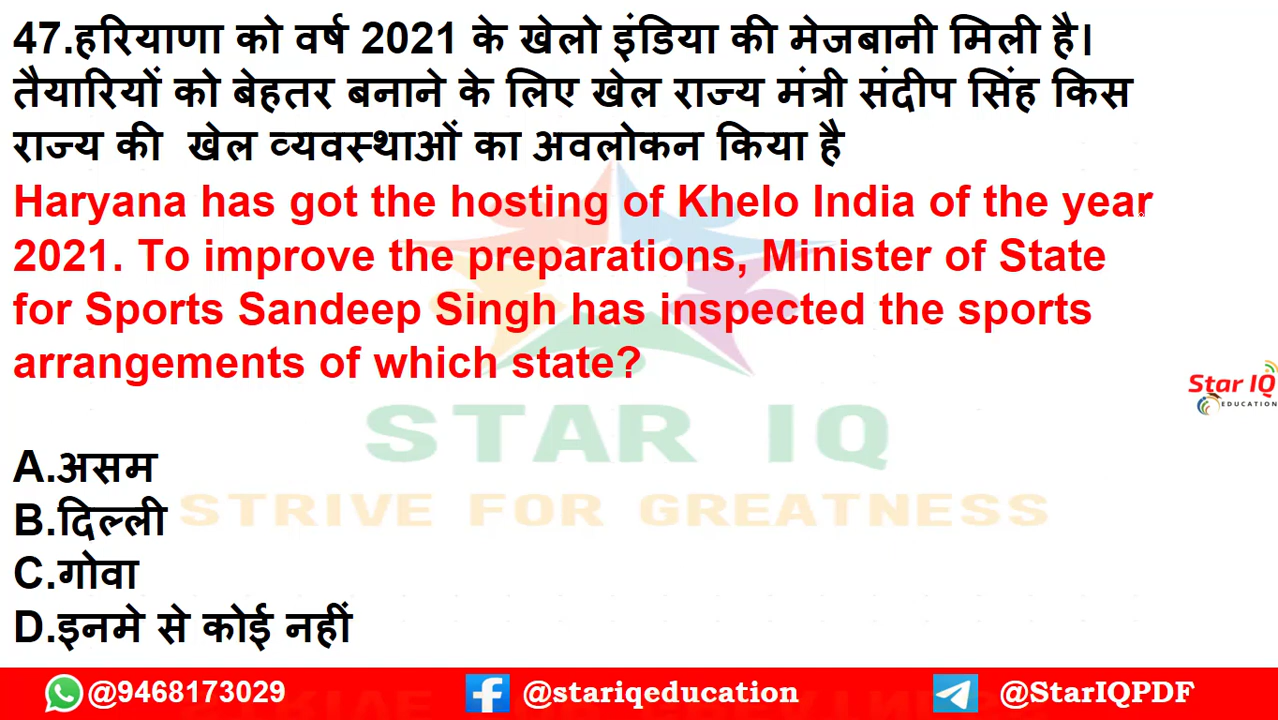 47.हरियाणा को वर्ष 2021 के खेलो इंडिया की मेजबानी मिली है।
तैयारियों को बेहतर बनाने के लिए खेल राज्य मंत्री संदीप सिंह किस
राज्य की खेल व्यवस्थाओं का अवलोकन किया है
Haryana has got the hosting of Khelo India of the year
2021. To improve the preparations, Minister of State
for Sports Sandeep Singh has inspected the sports
arrangements of which state?
Star IQ
EDUCATION
STAR IQ
STRIVE FOR GREATNESS
A.असम
B.दिल्ली
C.गोवा
D.इनमे से कोई नहीं
@9468173029 @stariqeducation @StarIQPDF